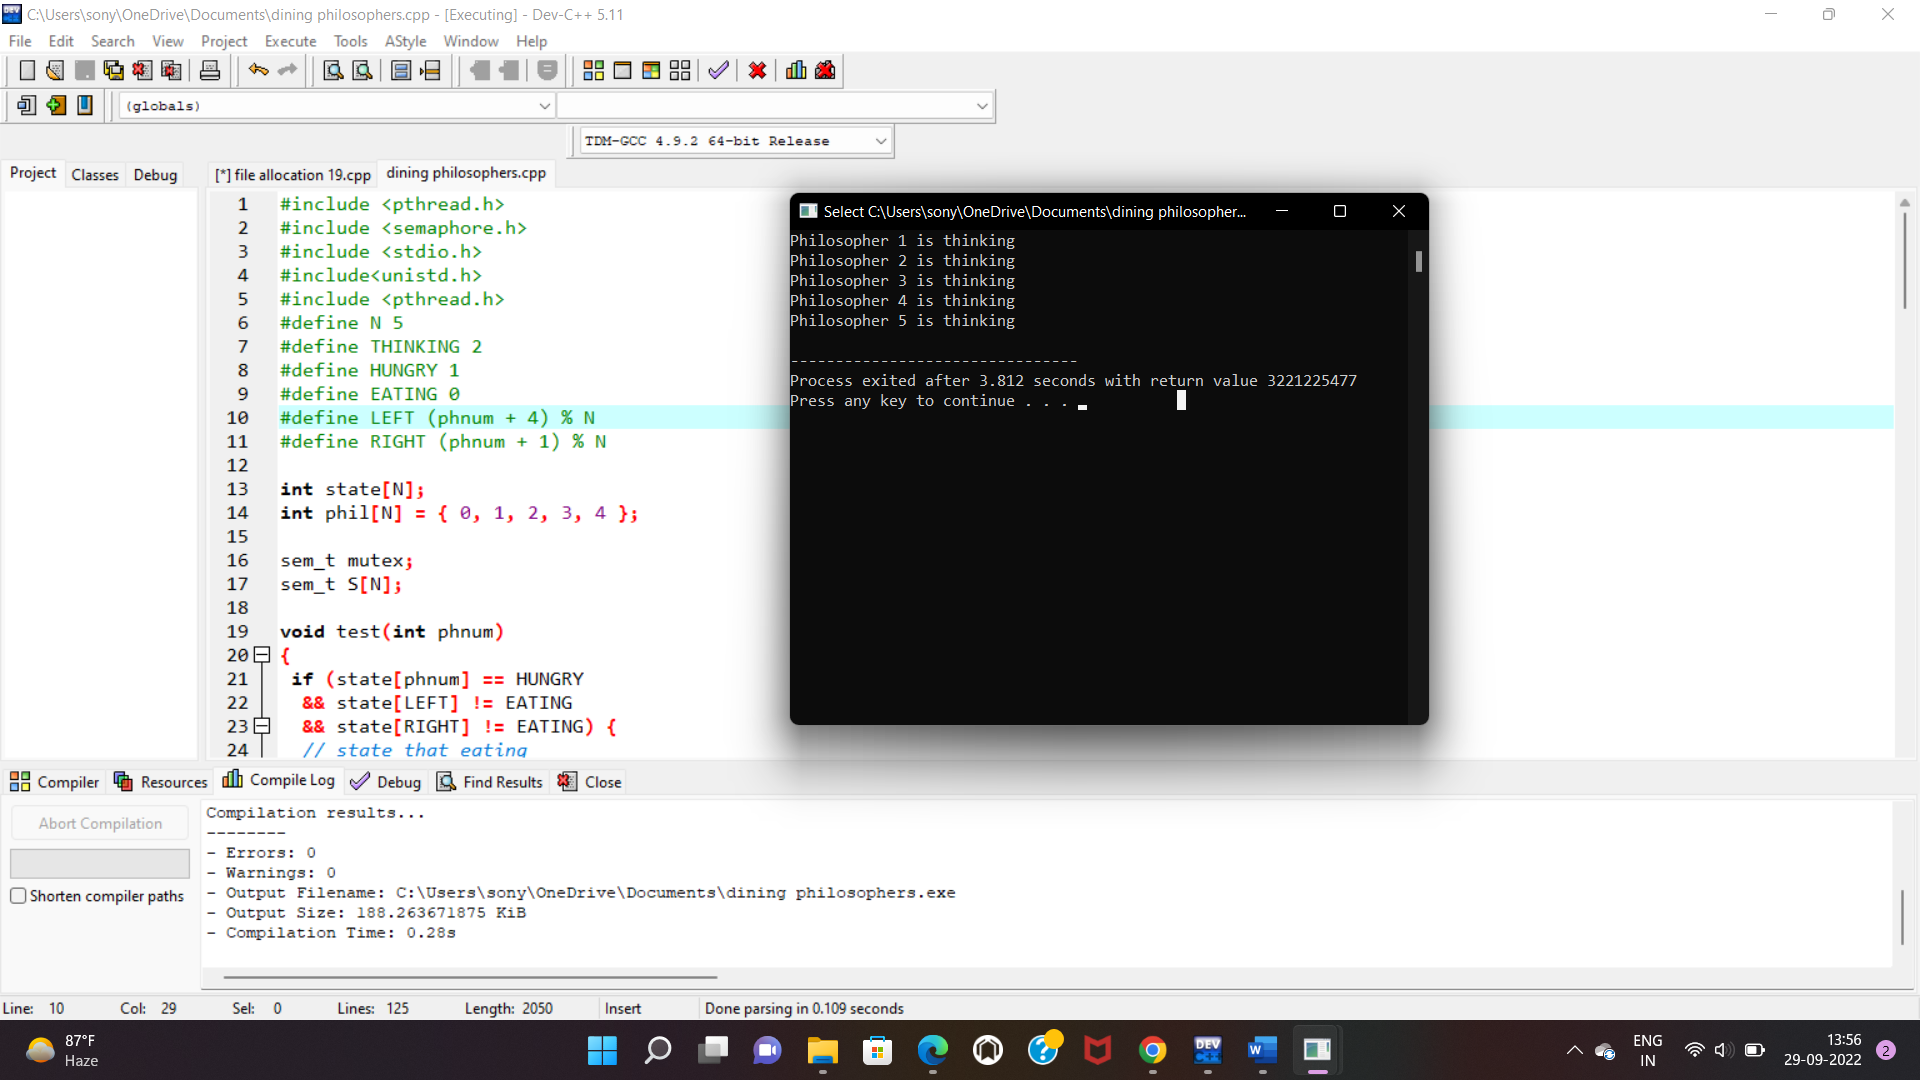 C:\Users\sony\OneDrive\Documents\dining philosophers.cpp - [Executing] - Dev-C++ 5.11
File Edit Search View Project Execute Tools AStyle Window Help
(globals)
TDM-GCC 4.9.2 64-bit Release
Project Classes Debug
[*] file allocation 19.cpp dining philosophers.cpp
1 #include <pthread.h>
2 #include <semaphore.h>
3 #include <stdio.h>
4 #include<unistd.h>
5 #include <pthread.h>
6 #define N 5
7 #define THINKING 2
8 #define HUNGRY 1
9 #define EATING 0
10 #define LEFT (phnum + 4) % N
11 #define RIGHT (phnum + 1) % N
12
13 int state[N];
14 int phil[N] = { 0, 1, 2, 3, 4 };
15
16 sem_t mutex;
17 sem_t S[N];
18
19 void test(int phnum)
20 {
21 if (state[phnum] == HUNGRY
22 && state[LEFT] != EATING
23 && state[RIGHT] != EATING) {
24 // state that eating
Select C:\Users\sony\OneDrive\Documents\dining philosopher...
Philosopher 1 is thinking
Philosopher 2 is thinking
Philosopher 3 is thinking
Philosopher 4 is thinking
Philosopher 5 is thinking
--------------------------------
Process exited after 3.812 seconds with return value 3221225477
Press any key to continue . . .
Compiler Resources Compile Log Debug Find Results Close
Abort Compilation
Shorten compiler paths
Compilation results...
--------
- Errors: 0
- Warnings: 0
- Output Filename: C:\Users\sony\OneDrive\Documents\dining philosophers.exe
- Output Size: 188.263671875 KiB
- Compilation Time: 0.28s
Line: 10 Col: 29 Sel: 0 Lines: 125 Length: 2050 Insert Done parsing in 0.109 seconds
87°F
Haze
DEV
C++
W
ENG
IN
13:56
29-09-2022
2